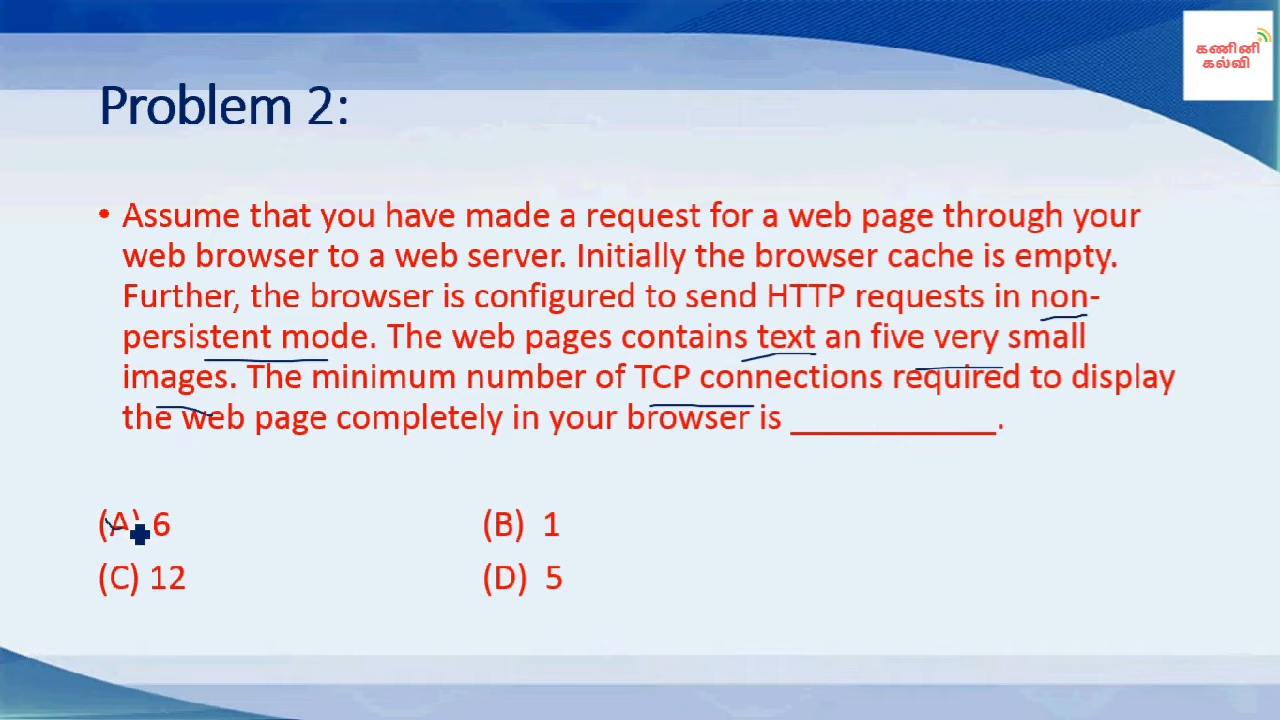 கணினி
கல்வி
Problem 2:
• Assume that you have made a request for a web page through your
web browser to a web server. Initially the browser cache is empty.
Further, the browser is configured to send HTTP requests in non-
persistent mode. The web pages contains text an five very small
images. The minimum number of TCP connections required to display
the web page completely in your browser is ____________.
(A) 6 (B) 1
(C) 12 (D) 5